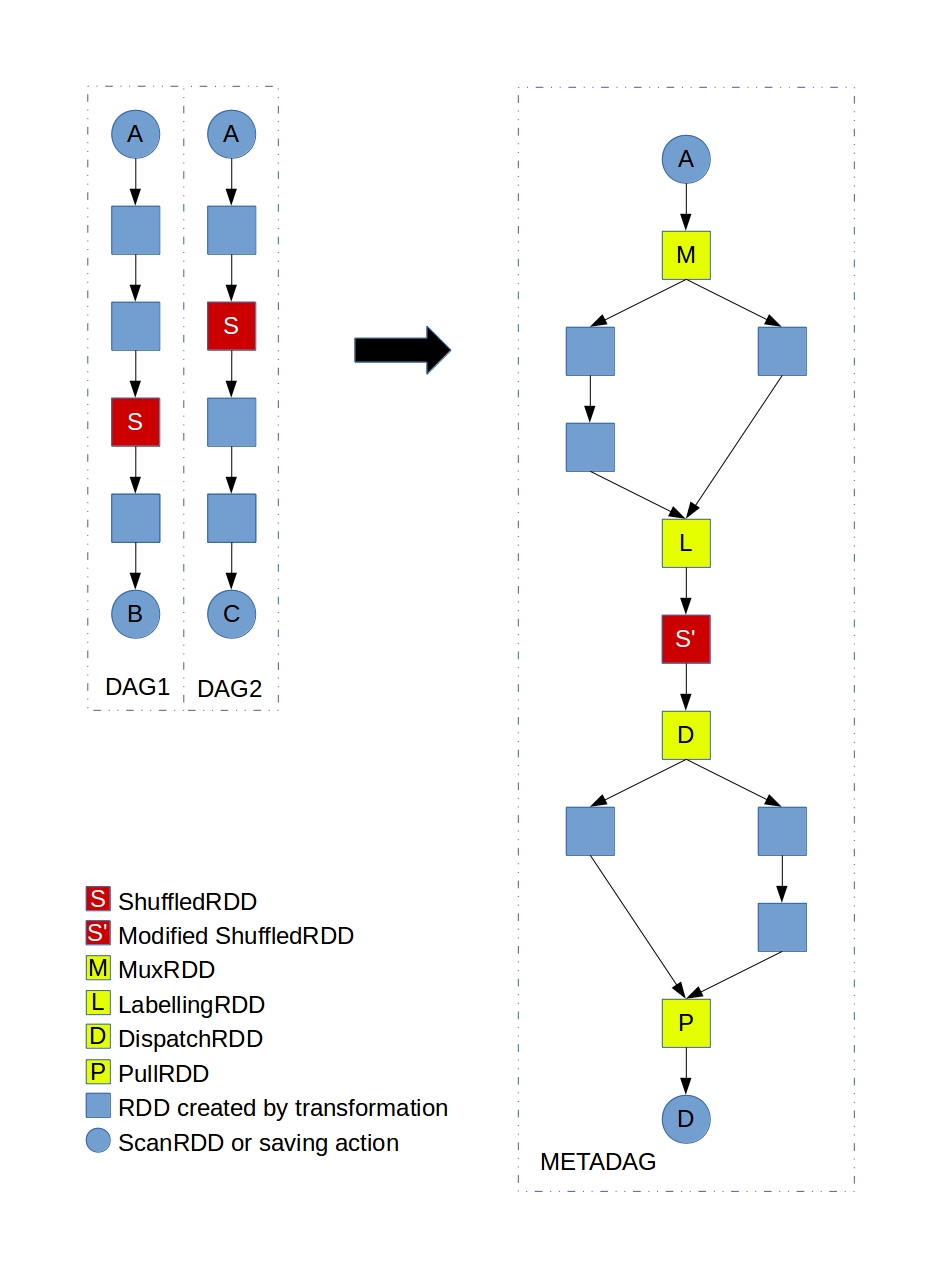 A A
S
S
B C
DAG1 DAG2
A
M
L
S'
D
P
D
METADAG
S ShuffledRDD
S' Modified ShuffledRDD
M MuxRDD
L LabellingRDD
D DispatchRDD
P PullRDD
RDD created by transformation
ScanRDD or saving action